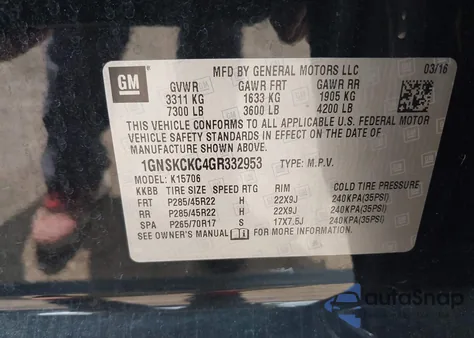 GM
MFD BY GENERAL MOTORS LLC 03/16
GVWR GAWR FRT GAWR RR
3311 KG 1633 KG 1905 KG
7300 LB 3600 LB 4200 LB
THIS VEHICLE CONFORMS TO ALL APPLICABLE U.S. FEDERAL MOTOR
VEHICLE SAFETY AND THEFT PREVENTION STANDARDS IN
EFFECT ON THE DATE OF
MANUFACTURE SHOWN ABOVE.
1GNSKCKC4GR332953 TYPE: M.P.V.
MODEL: K15706
KKBB TIRE SIZE SPEED RTG RIM COLD TIRE PRESSURE
FRT P285/45R22 H 22X9J 240KPA(35PSI)
RR P285/45R22 H 22X9J 240KPA(35PSI)
SPA P265/70R17 S 17X7.5J 240KPA(35PSI)
SEE OWNER'S MANUAL FOR MORE INFORMATION.
autoSnap